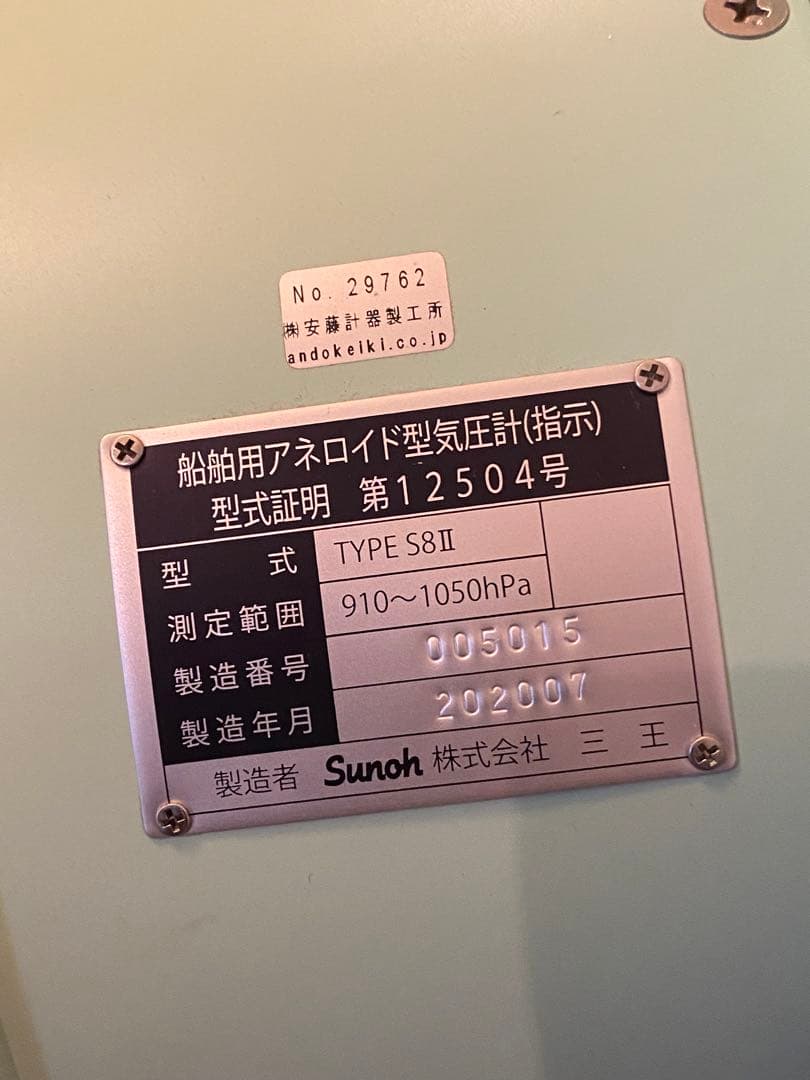 No. 29762
㈱安藤計器製工所
andokeiki.co.jp
船舶用アネロイド型気圧計(指示)
型式証明 第12504号
型式 TYPE S8Ⅱ
測定範囲 910～1050hPa
製造番号 005015
製造年月 202007
製造者 Sunoh 株式会社 三王